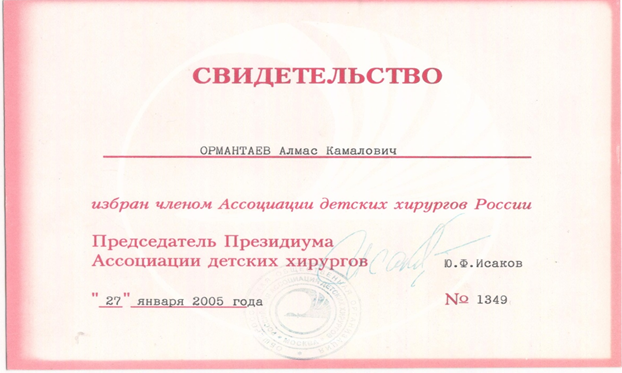 СВИДЕТЕЛЬСТВО
ОРМАНТАЕВ Алмас Камалович
избран членом Ассоциации детских хирургов России
Председатель Президиума
Ассоциации детских хирургов Ю.Ф.Исаков
"27" января 2005 года № 1349